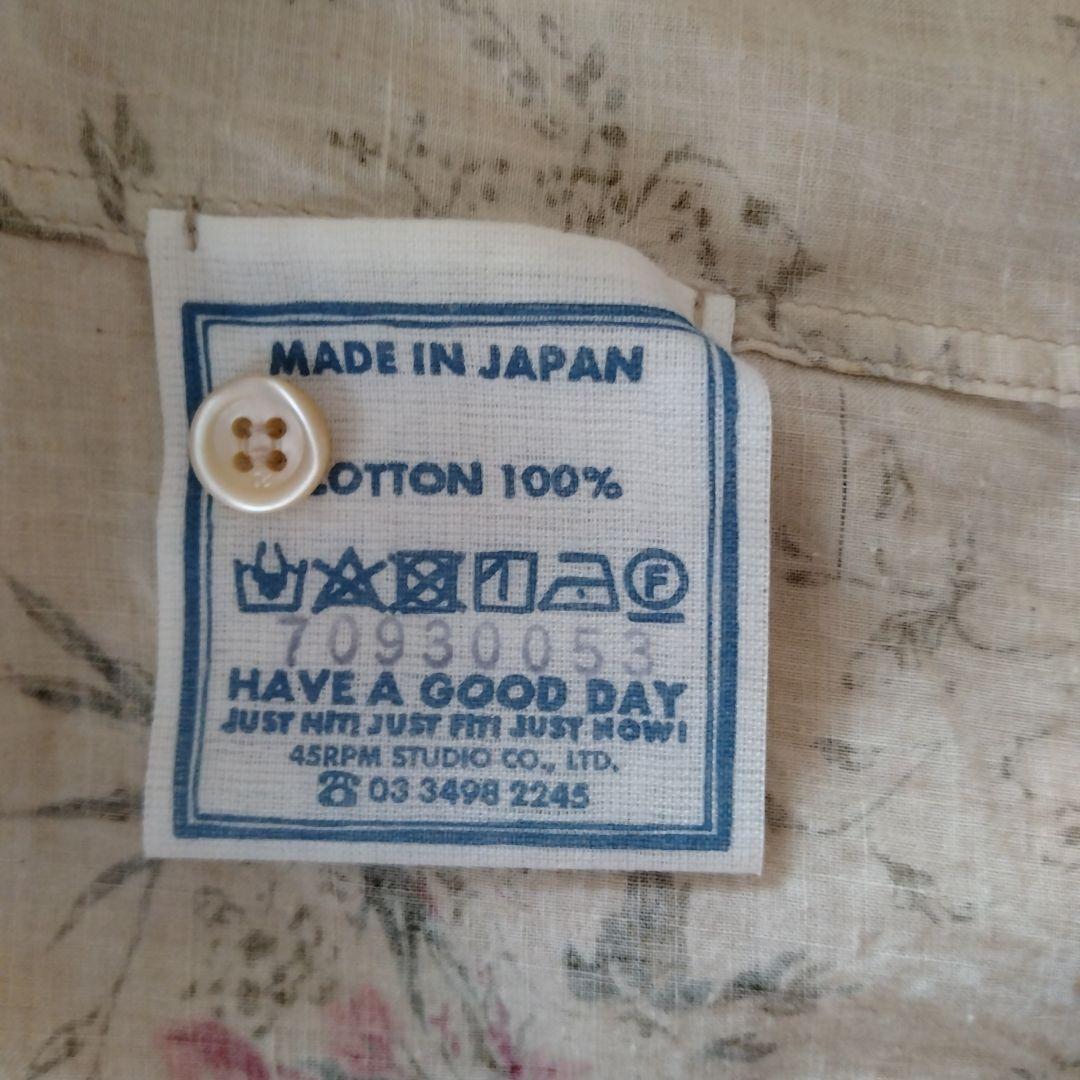 MADE IN JAPAN
COTTON 100%
F
70930053
HAVE A GOOD DAY
JUST HIT! JUST FIT! JUST NOW!
45RPM STUDIO CO., LTD.
☎ 03 3498 2245